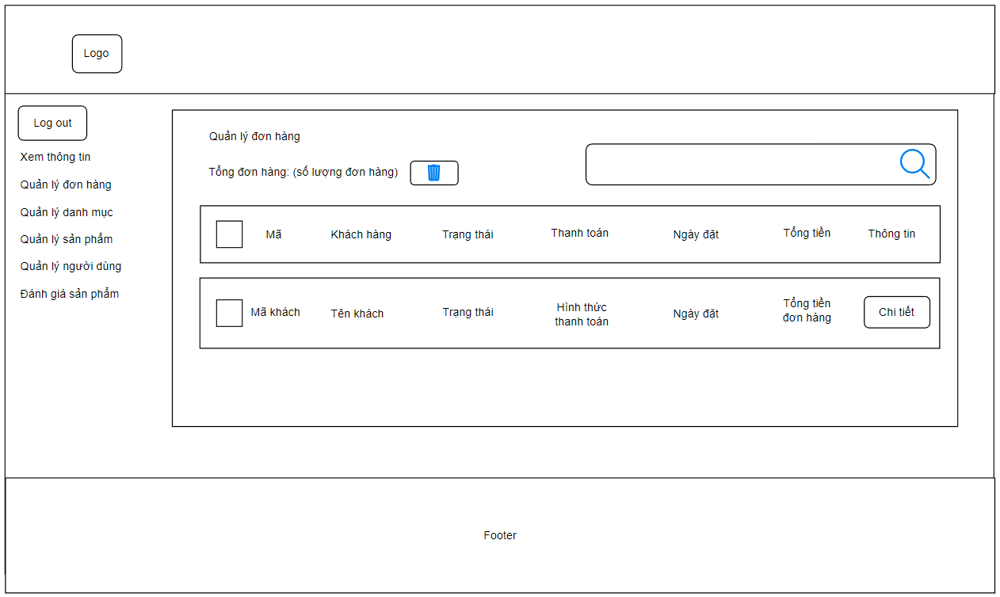 Logo
Log out
Xem thông tin
Quản lý đơn hàng
Quản lý danh mục
Quản lý sản phẩm
Quản lý người dùng
Đánh giá sản phẩm
Quản lý đơn hàng
Tổng đơn hàng: (số lượng đơn hàng)
Mã Khách hàng Trạng thái Thanh toán Ngày đặt Tổng tiền Thông tin
Mã khách Tên khách Trạng thái Hình thức thanh toán Ngày đặt Tổng tiền đơn hàng Chi tiết
Footer